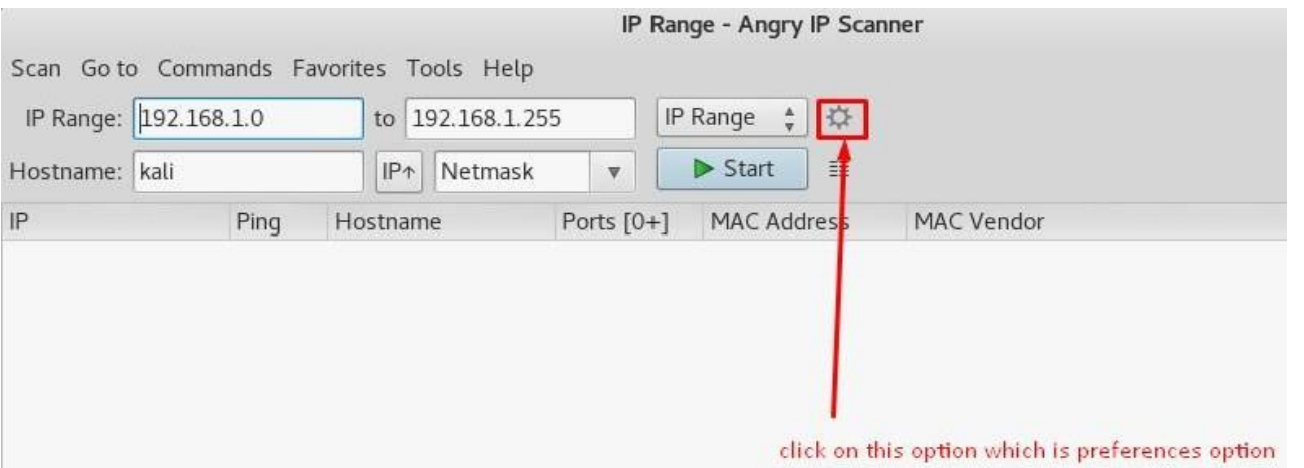 IP Range - Angry IP Scanner
Scan Go to Commands Favorites Tools Help
IP Range: 192.168.1.0 to 192.168.1.255 IP Range
Hostname: kali IP↑ Netmask Start
IP Ping Hostname Ports [0+] MAC Address MAC Vendor
click on this option which is preferences option